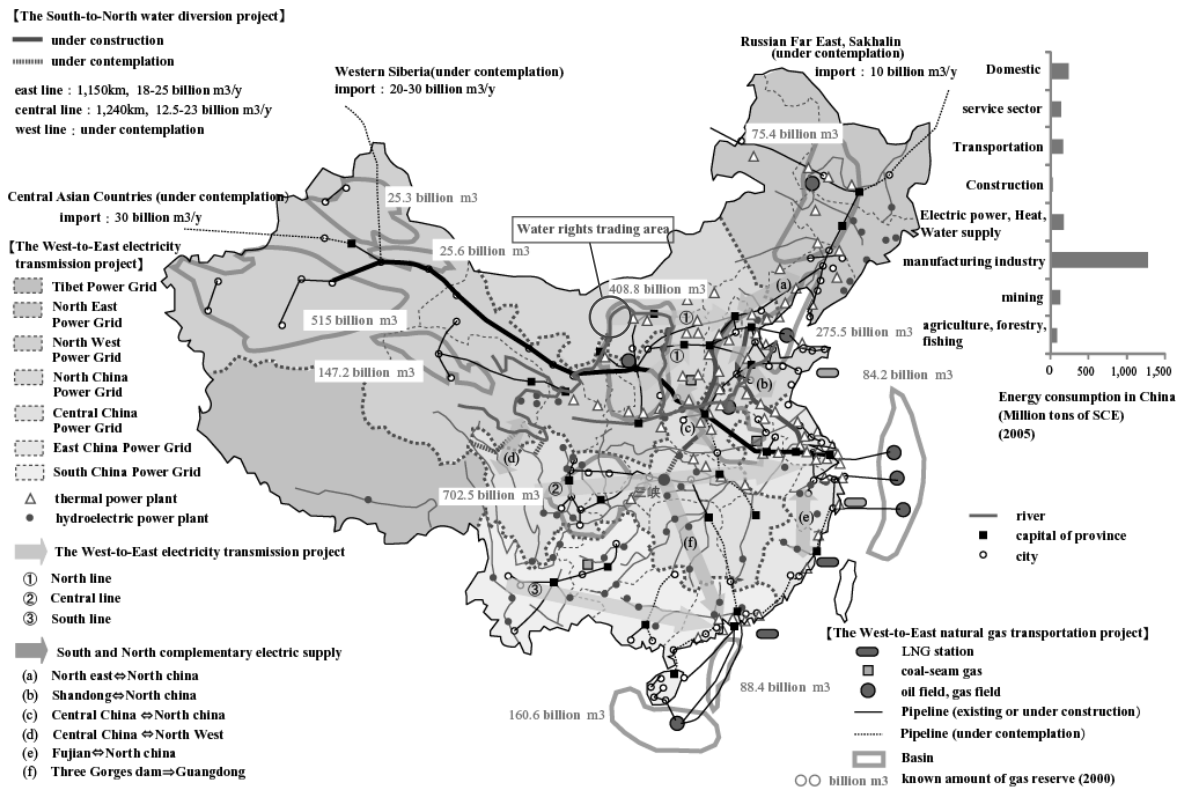 【The South-to-North water diversion project】
under construction
under contemplation
east line : 1,150km, 18-25 billion m3/y
central line : 1,240km, 12.5-23 billion m3/y
west line : under contemplation
Western Siberia(under contemplation)
import : 20-30 billion m3/y
Russian Far East, Sakhalin
(under contemplation)
import : 10 billion m3/y
Central Asian Countries (under contemplation)
import : 30 billion m3/y
【The West-to-East electricity
transmission project】
Tibet Power Grid
North East
Power Grid
North West
Power Grid
North China
Power Grid
Central China
Power Grid
East China Power Grid
South China Power Grid
thermal power plant
hydroelectric power plant
The West-to-East electricity transmission project
① North line
② Central line
③ South line
South and North complementary electric supply
(a) North east⇔North china
(b) Shandong⇔North china
(c) Central China ⇔North china
(d) Central China ⇔North West
(e) Fujian⇔North china
(f) Three Gorges dam⇒Guangdong
75.4 billion m3
25.3 billion m3
25.6 billion m3
Water rights trading area
408.8 billion m3
515 billion m3
147.2 billion m3
275.5 billion m3
84.2 billion m3
702.5 billion m3
三峡
88.4 billion m3
160.6 billion m3
①
①
②
③
(a)
(b)
(c)
(d)
(e)
(f)
Domestic
service sector
Transportation
Construction
Electric power, Heat,
Water supply
manufacturing industry
mining
agriculture, forestry,
fishing
0 500 1,000 1,500
Energy consumption in China
(Million tons of SCE)
(2005)
river
capital of province
city
【The West-to-East natural gas transportation project】
LNG station
coal-seam gas
oil field, gas field
Pipeline (existing or under construction)
Pipeline (under contemplation)
Basin
○○ billion m3 known amount of gas reserve (2000)